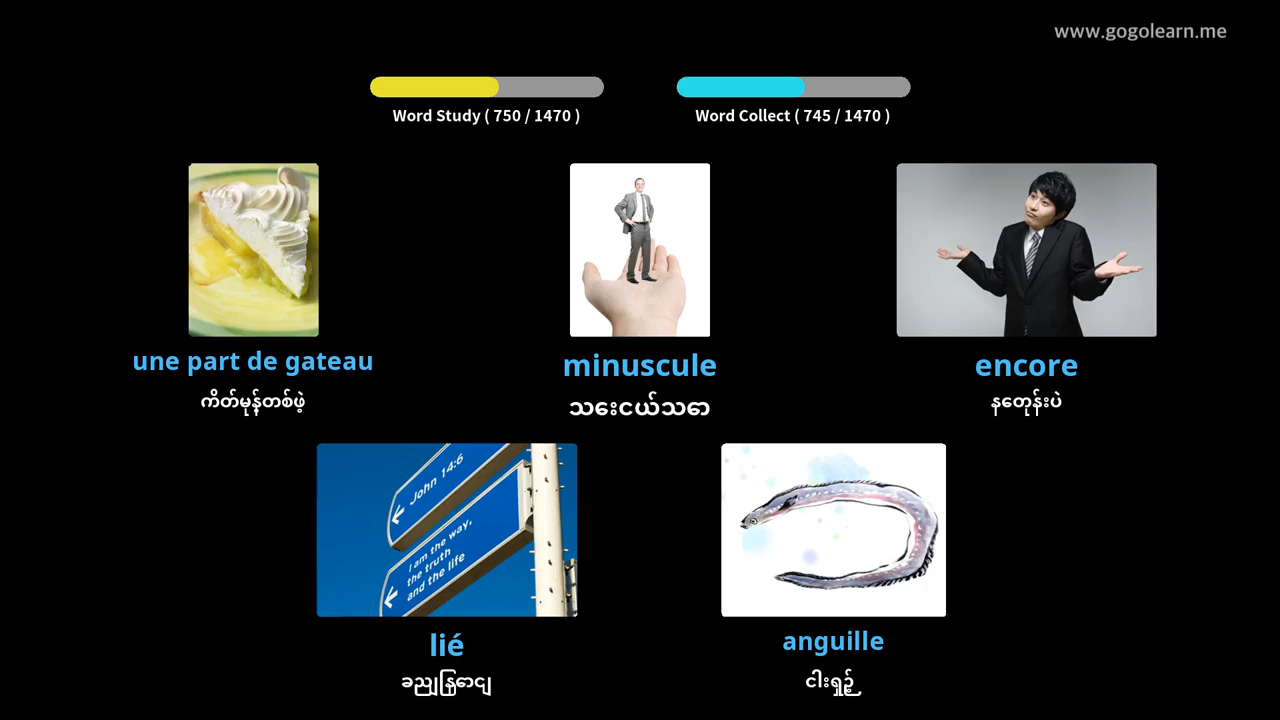 www.gogolearn.me
Word Study ( 750 / 1470 )
Word Collect ( 745 / 1470 )
une part de gateau
ကိတ်မုန့်တစ်ဖဲ့
minuscule
သေးငယ်သော
encore
နေတုန်းပဲ
John 14:6
I am the way,
the truth
and the life
lié
ချည်နှောင်
anguille
ငါးရှဉ့်